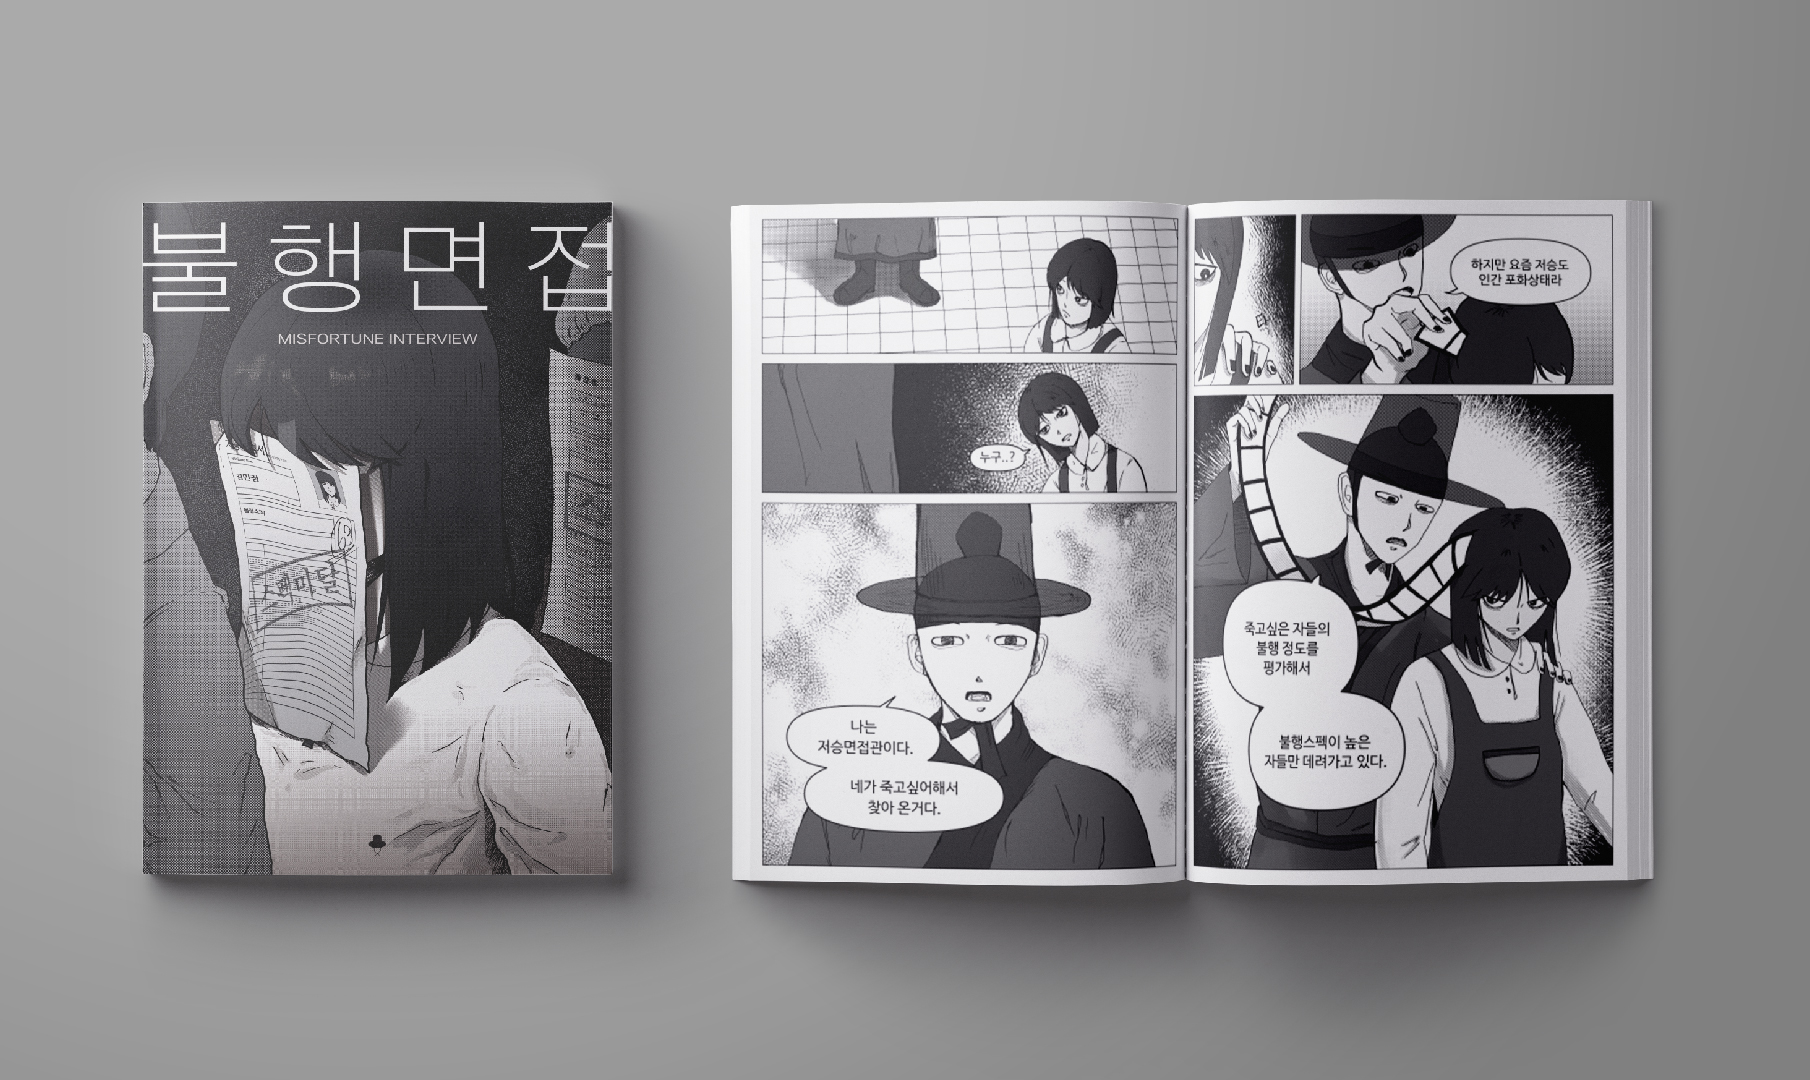 불행면접
MISFORTUNE INTERVIEW
스펙미달
누구..?
나는
저승면접관이다.
네가 죽고싶어해서
찾아 온거다.
하지만 요즘 저승도
인간 포화상태라
죽고싶은 자들의
불행 정도를
평가해서
불행스펙이 높은
자들만 데려가고 있다.